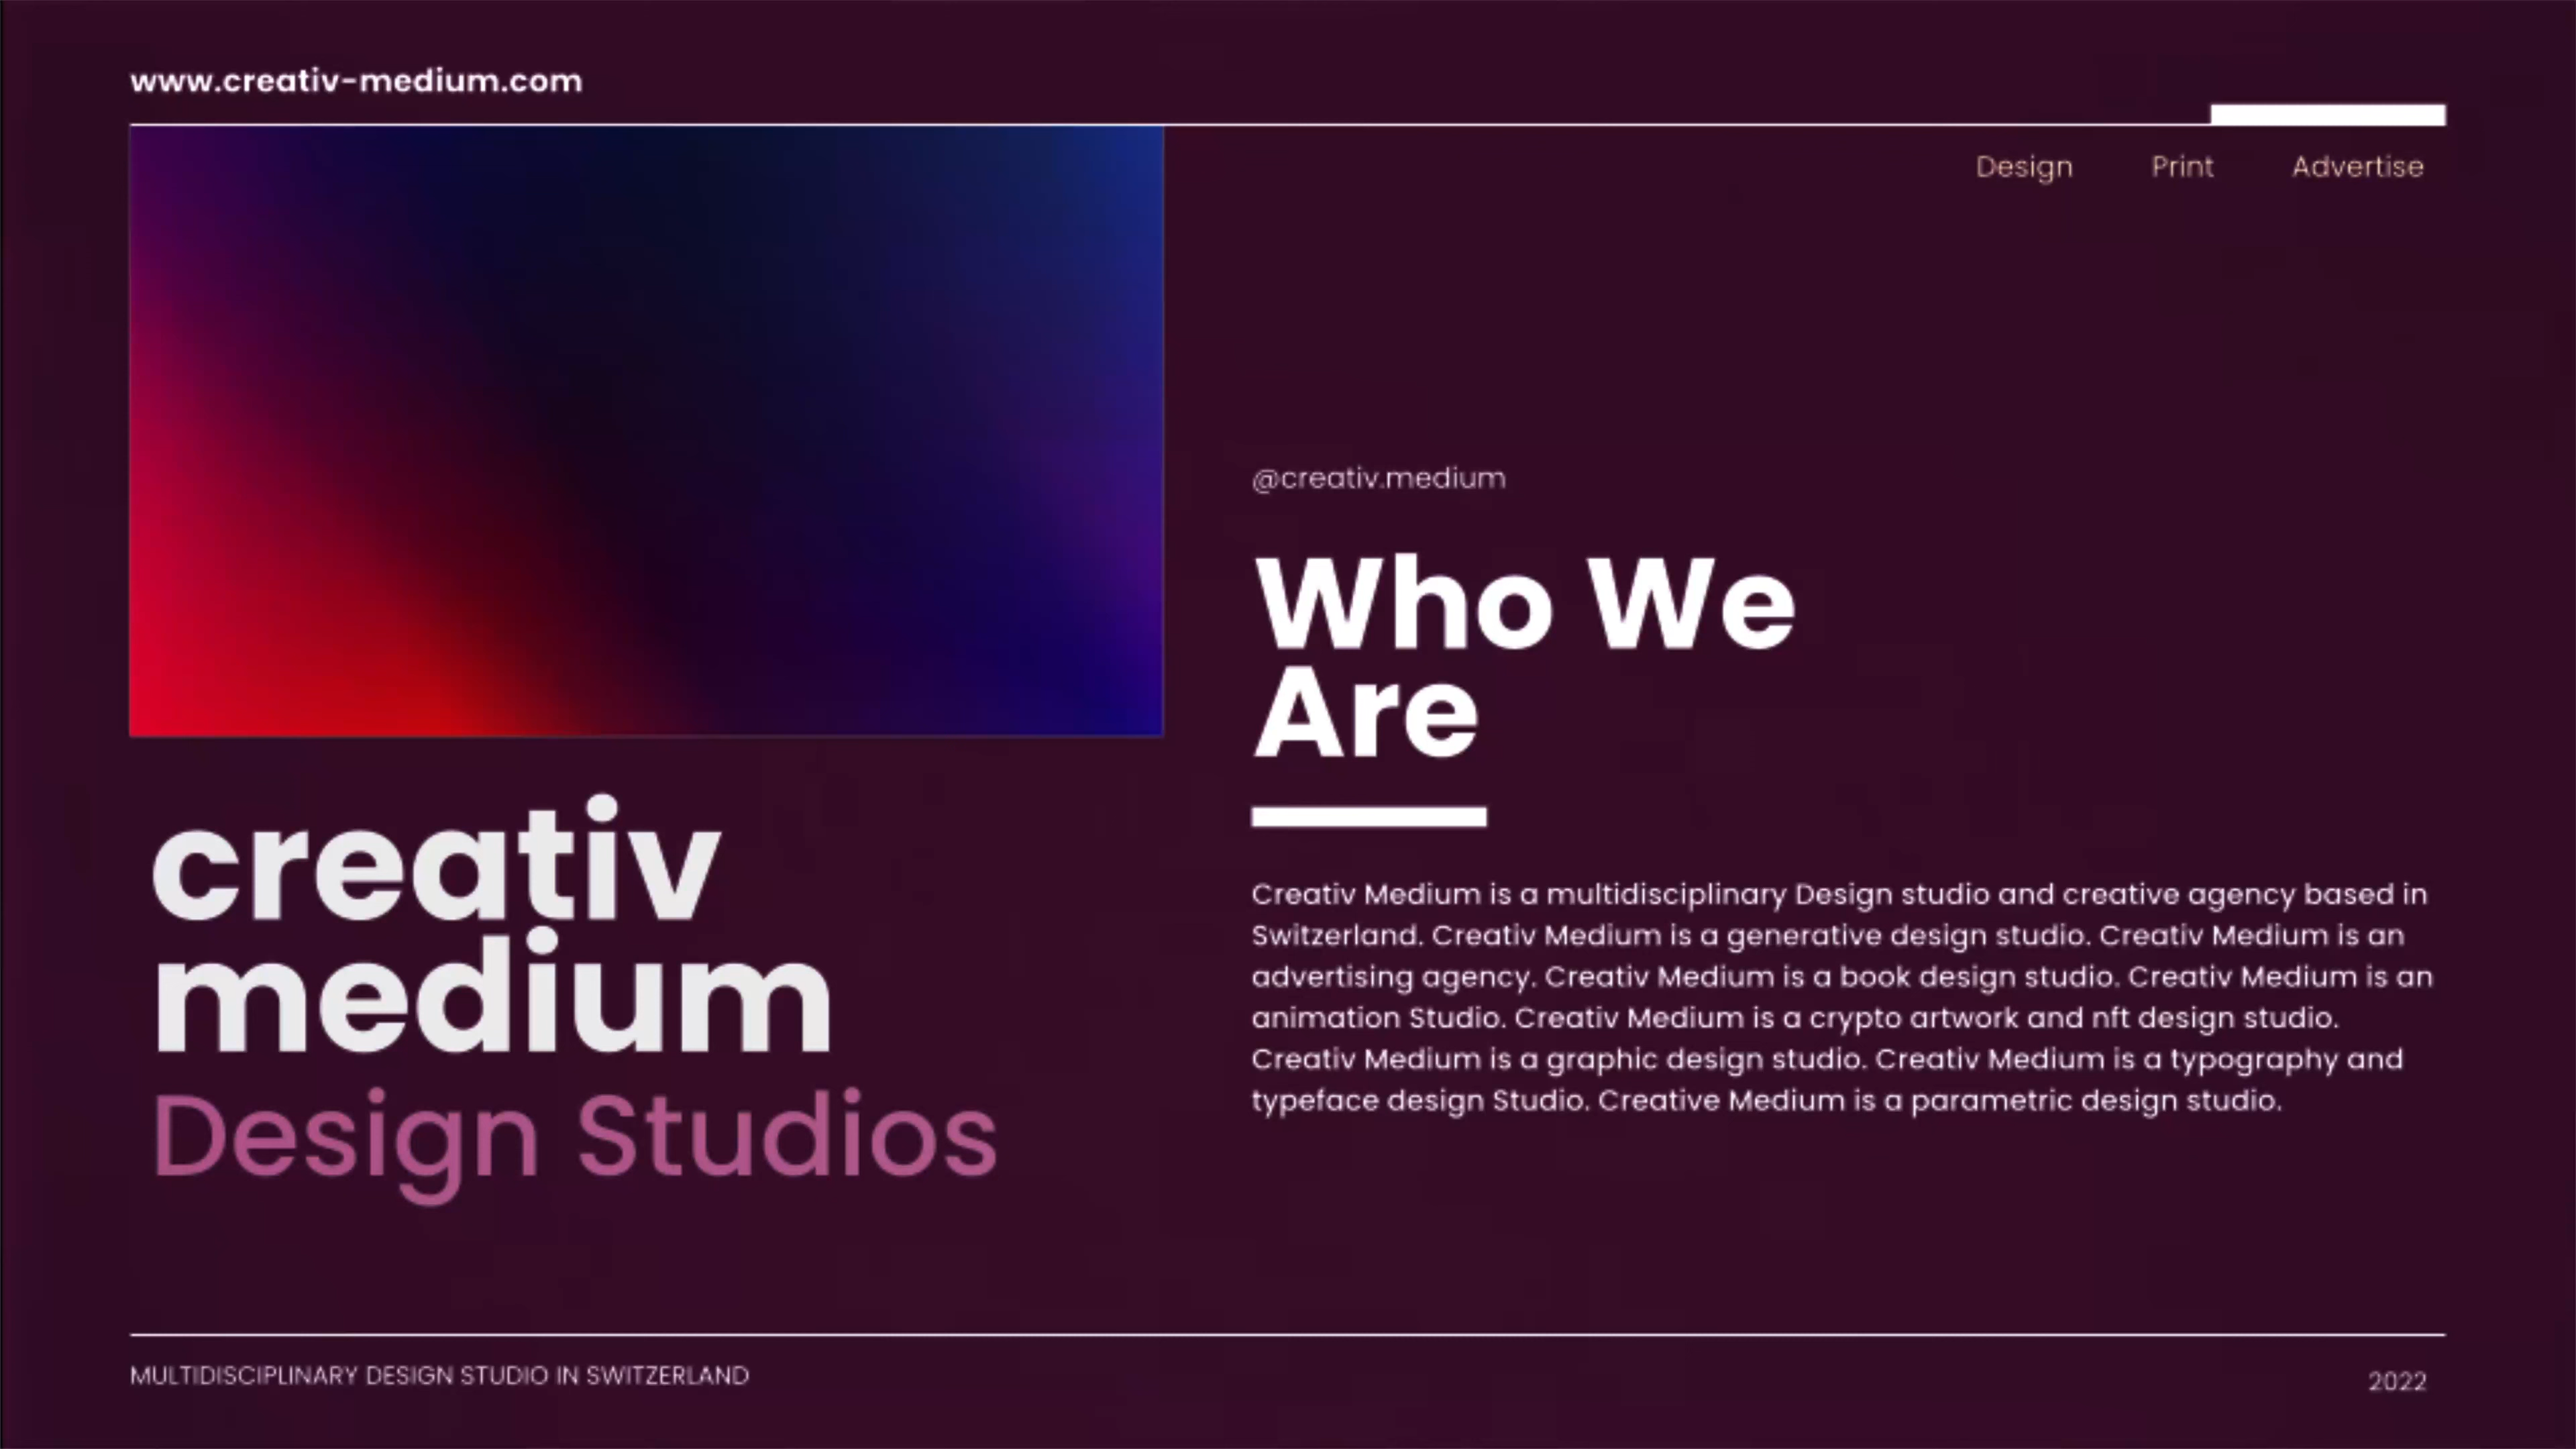 www.creativ-medium.com
Design Print Advertise
@creativ.medium
Who We
Are
Creativ Medium is a multidisciplinary Design studio and creative agency based in
Switzerland. Creativ Medium is a generative design studio. Creativ Medium is an
advertising agency. Creativ Medium is a book design studio. Creativ Medium is an
animation Studio. Creativ Medium is a crypto artwork and nft design studio.
Creativ Medium is a graphic design studio. Creativ Medium is a typography and
typeface design Studio. Creative Medium is a parametric design studio.
creativ
medium
Design Studios
MULTIDISCIPLINARY DESIGN STUDIO IN SWITZERLAND
2022